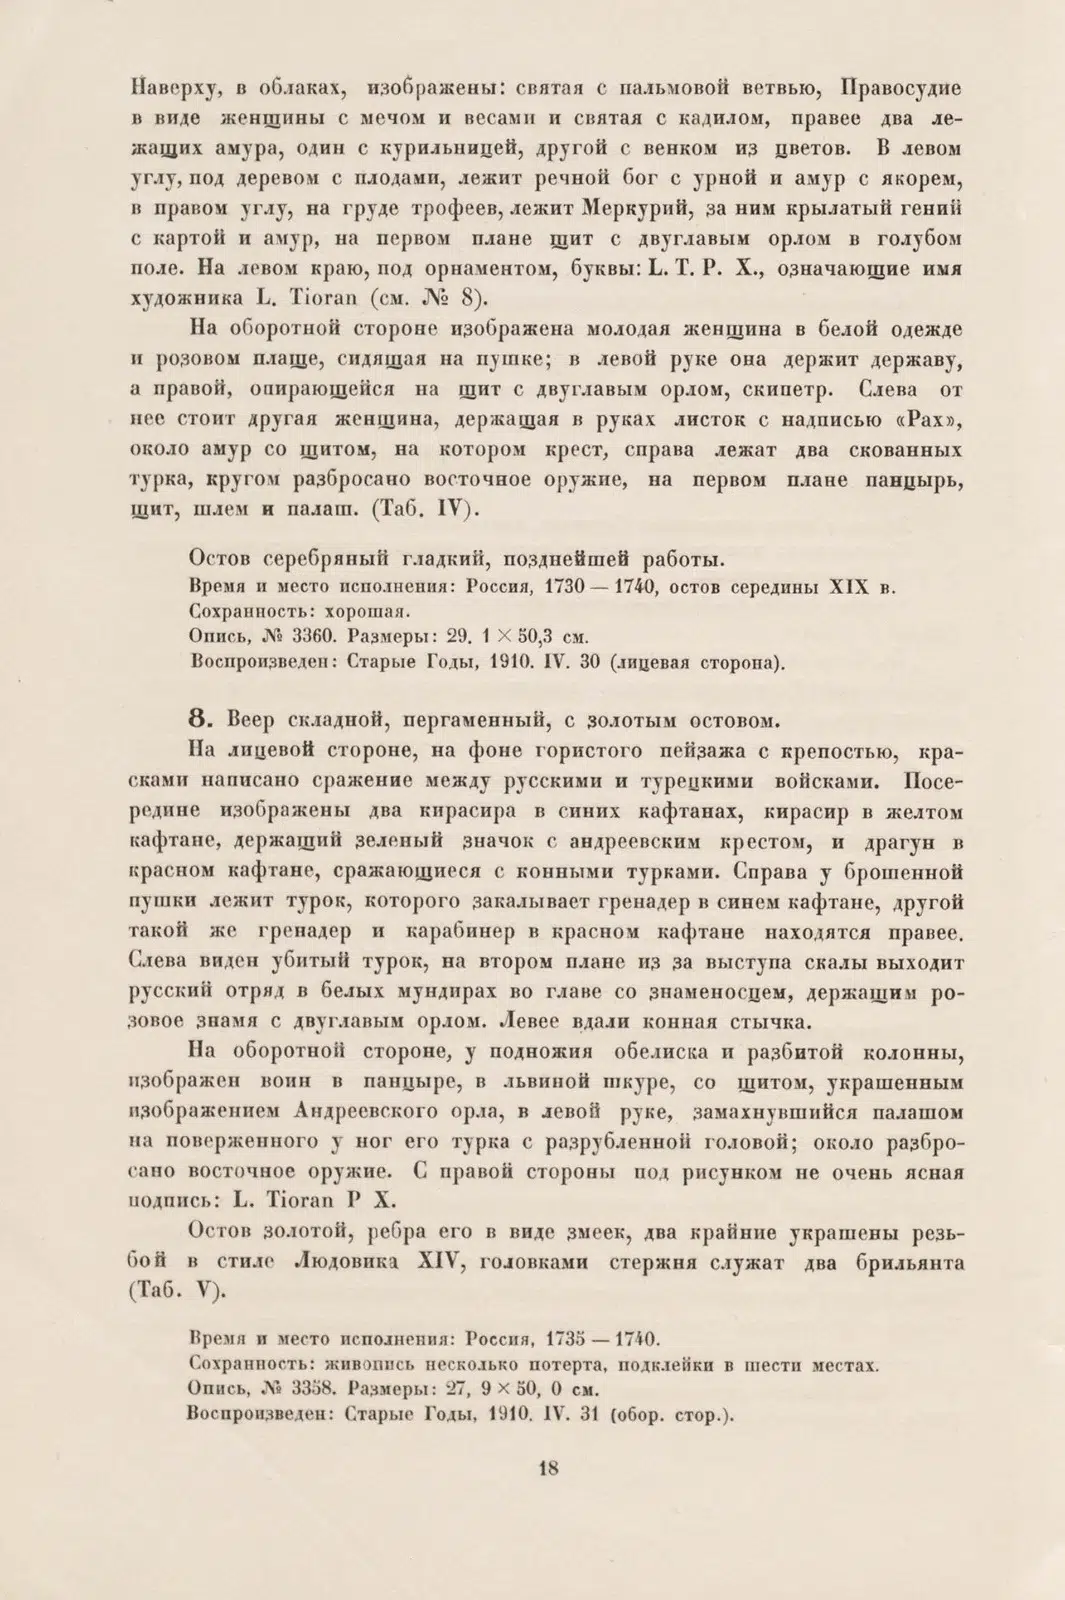 Наверху, в облаках, изображены: святая с пальмовой ветвью, Правосудие
в виде женщины с мечом и весами и святая с кадилом, правее два ле-
жащих амура, один с курильницей, другой с венком из цветов. В левом
углу, под деревом с плодами, лежит речной бог с урной и амур с якорем,
в правом углу, на груде трофеев, лежит Меркурий, за ним крылатый гений
с картой и амур, на первом плане щит с двуглавым орлом в голубом
поле. На левом краю, под орнаментом, буквы: L. T. P. X., означающие имя
художника L. Tioran (см. № 8).
На оборотной стороне изображена молодая женщина в белой одежде
и розовом плаще, сидящая на пушке; в левой руке она держит державу,
а правой, опирающейся на щит с двуглавым орлом, скипетр. Слева от
нее стоит другая женщина, держащая в руках листок с надписью «Pax»,
около амур со щитом, на котором крест, справа лежат два скованных
турка, кругом разбросано восточное оружие, на первом плане панцырь,
щит, шлем и палаш. (Таб. IV).
Остов серебряный гладкий, позднейшей работы.
Время и место исполнения: Россия, 1730 — 1740, остов середины XIX в.
Сохранность: хорошая.
Опись, № 3360. Размеры: 29. 1 × 50,3 см.
Воспроизведен: Старые Годы, 1910. IV. 30 (лицевая сторона).
8. Веер складной, пергаменный, с золотым остовом.
На лицевой стороне, на фоне гористого пейзажа с крепостью, кра-
сками написано сражение между русскими и турецкими войсками. Посе-
редине изображены два кирасира в синих кафтанах, кирасир в желтом
кафтане, держащий зеленый значок с андреевским крестом, и драгун в
красном кафтане, сражающиеся с конными турками. Справа у брошенной
пушки лежит турок, которого закалывает гренадер в синем кафтане, другой
такой же гренадер и карабинер в красном кафтане находятся правее.
Слева виден убитый турок, на втором плане из за выступа скалы выходит
русский отряд в белых мундирах во главе со знаменосцем, держащим ро-
зовое знамя с двуглавым орлом. Левее вдали конная стычка.
На оборотной стороне, у подножия обелиска и разбитой колонны,
изображен воин в панцыре, в львиной шкуре, со щитом, украшенным
изображением Андреевского орла, в левой руке, замахнувшийся палашом
на поверженного у ног его турка с разрубленной головой; около разбро-
сано восточное оружие. С правой стороны под рисунком не очень ясная
подпись: L. Tioran P X.
Остов золотой, ребра его в виде змеек, два крайние украшены резь-
бой в стиле Людовика XIV, головками стержня служат два брильянта
(Таб. V).
Время и место исполнения: Россия, 1735 — 1740.
Сохранность: живопись несколько потерта, подклейки в шести местах.
Опись, № 3358. Размеры: 27, 9 × 50, 0 см.
Воспроизведен: Старые Годы, 1910. IV. 31 (обор. стор.).
18